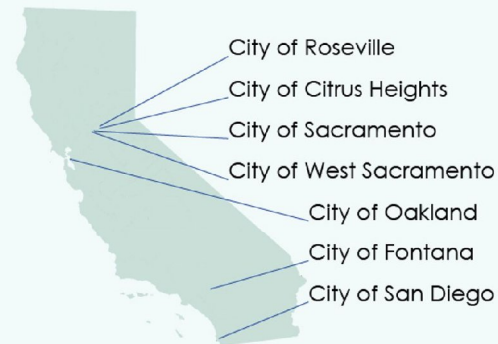 City of Roseville
City of Citrus Heights
City of Sacramento
City of West Sacramento
City of Oakland
City of Fontana
City of San Diego